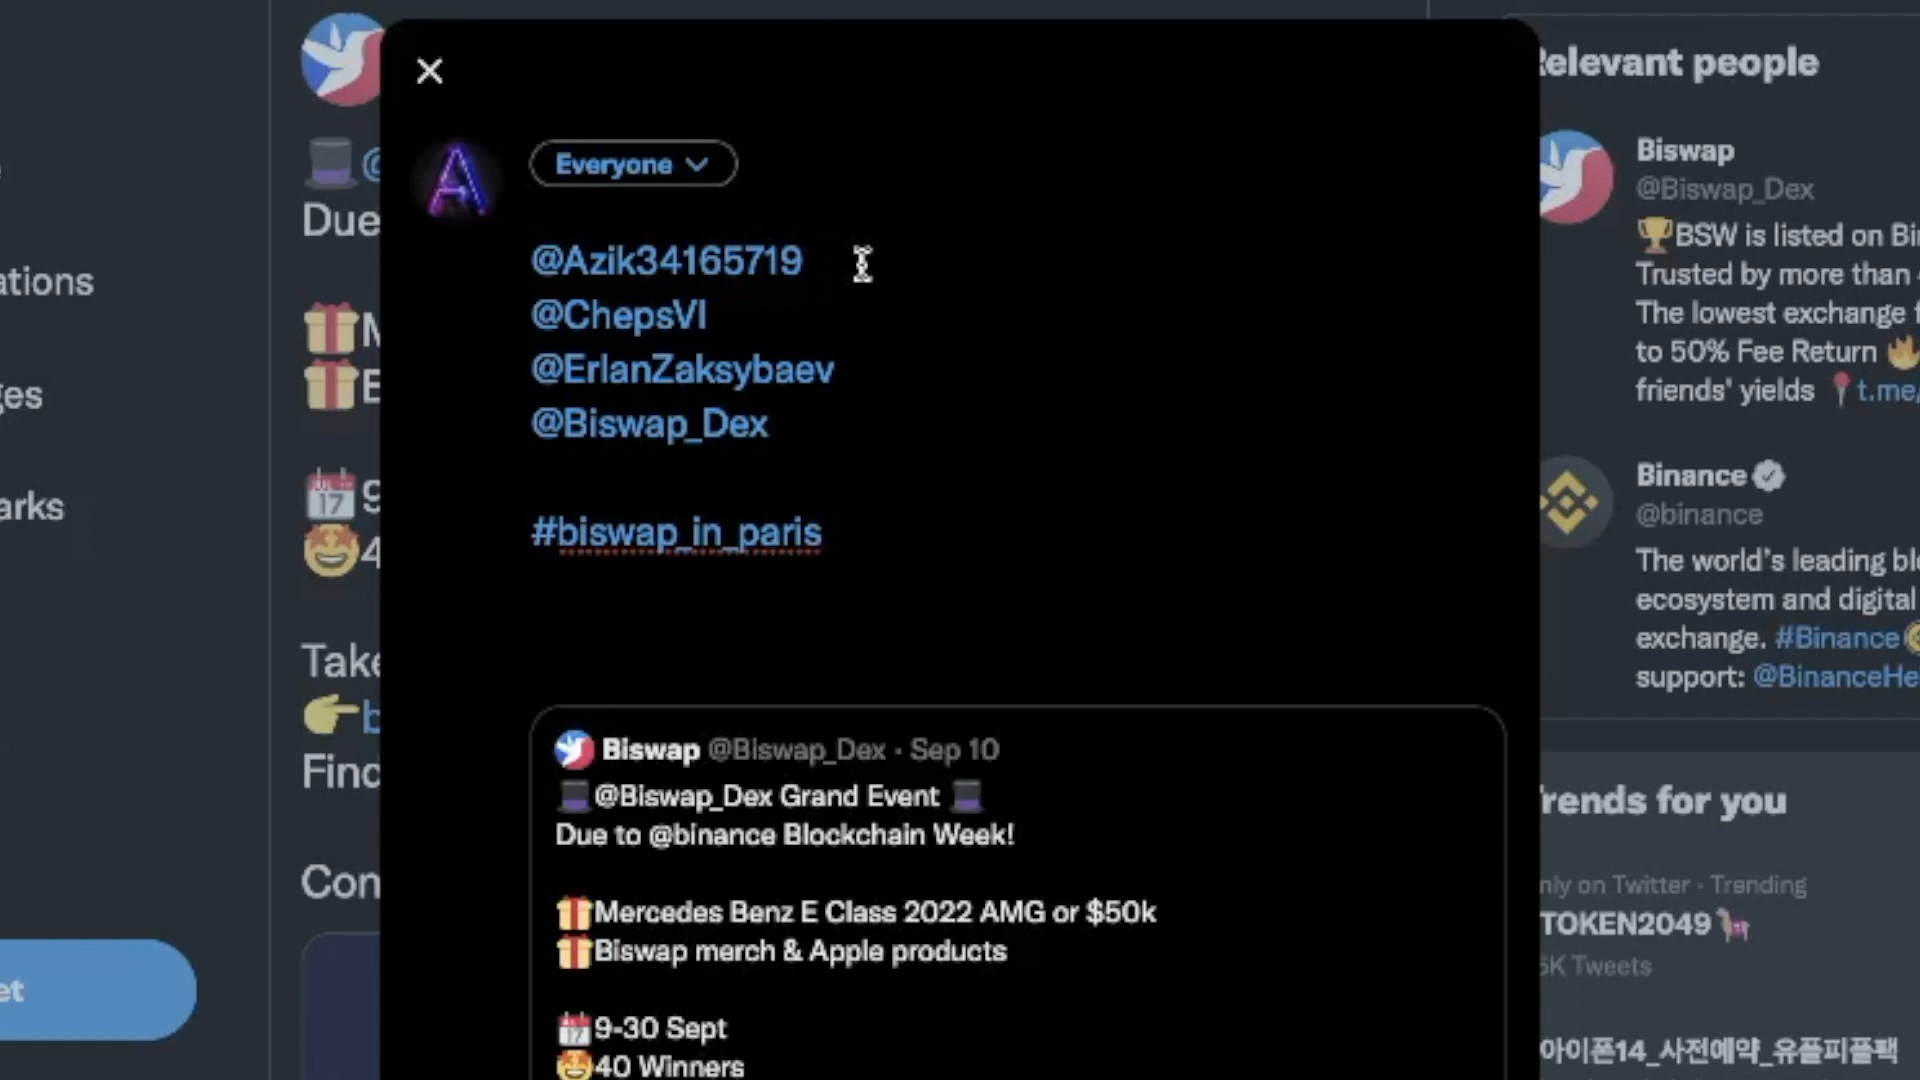 ations
ges
arks
et
Due
Take
Find
Con
Everyone
@Azik34165719
@ChepsVI
@ErlanZaksybaev
@Biswap_Dex
#biswap_in_paris
Biswap @Biswap_Dex · Sep 10
@Biswap_Dex Grand Event
Due to @binance Blockchain Week!
Mercedes Benz E Class 2022 AMG or $50k
Biswap merch & Apple products
9-30 Sept
40 Winners
Relevant people
Biswap
@Biswap_Dex
BSW is listed on Bi
Trusted by more than
The lowest exchange f
to 50% Fee Return
friends' yields t.me/
Binance
@binance
The world's leading blo
ecosystem and digital
exchange. #Binance
support: @BinanceHe
Trends for you
nly on Twitter · Trending
TOKEN2049
5K Tweets
아이폰14_사전예약_유플피플팩